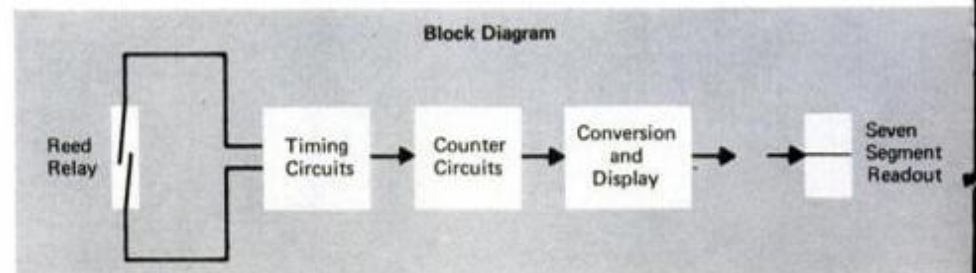 Block Diagram
Reed
Relay
Timing
Circuits
Counter
Circuits
Conversion
and
Display
Seven
Segment
Readout